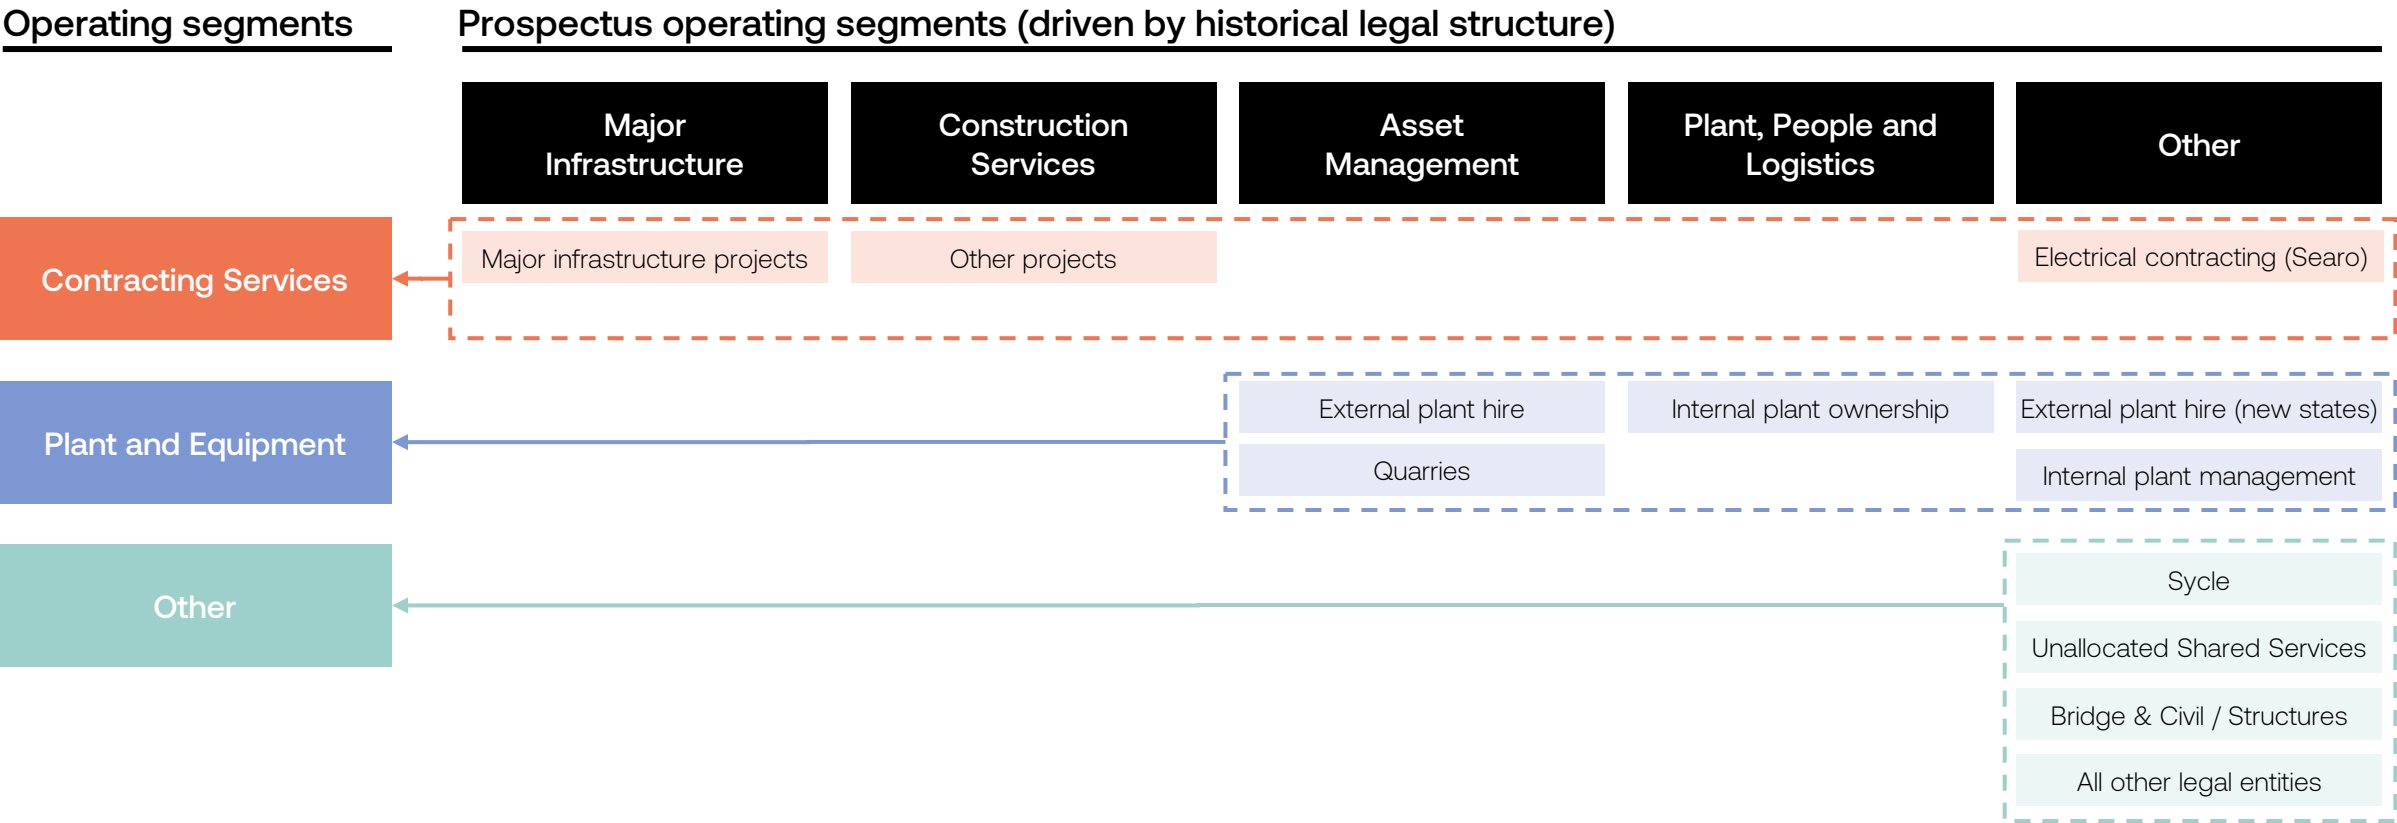 Operating segments
Prospectus operating segments (driven by historical legal structure)
Major
Infrastructure
Construction
Services
Asset
Management
Plant, People and
Logistics
Other
Contracting Services
Major infrastructure projects
Other projects
Electrical contracting (Searo)
Plant and Equipment
External plant hire
Internal plant ownership
External plant hire (new states)
Quarries
Internal plant management
Other
Sycle
Unallocated Shared Services
Bridge & Civil / Structures
All other legal entities